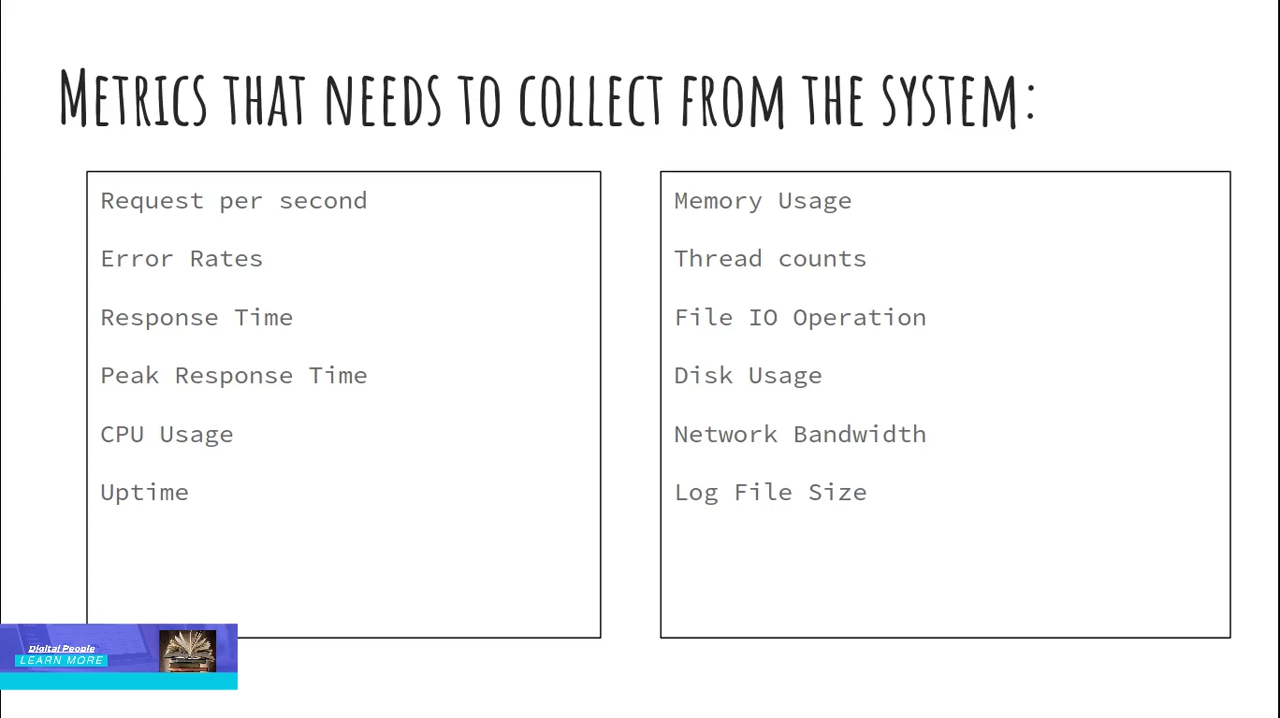 Metrics that needs to collect from the system:
Request per second
Error Rates
Response Time
Peak Response Time
CPU Usage
Uptime
Memory Usage
Thread counts
File IO Operation
Disk Usage
Network Bandwidth
Log File Size
Digital People
LEARN MORE